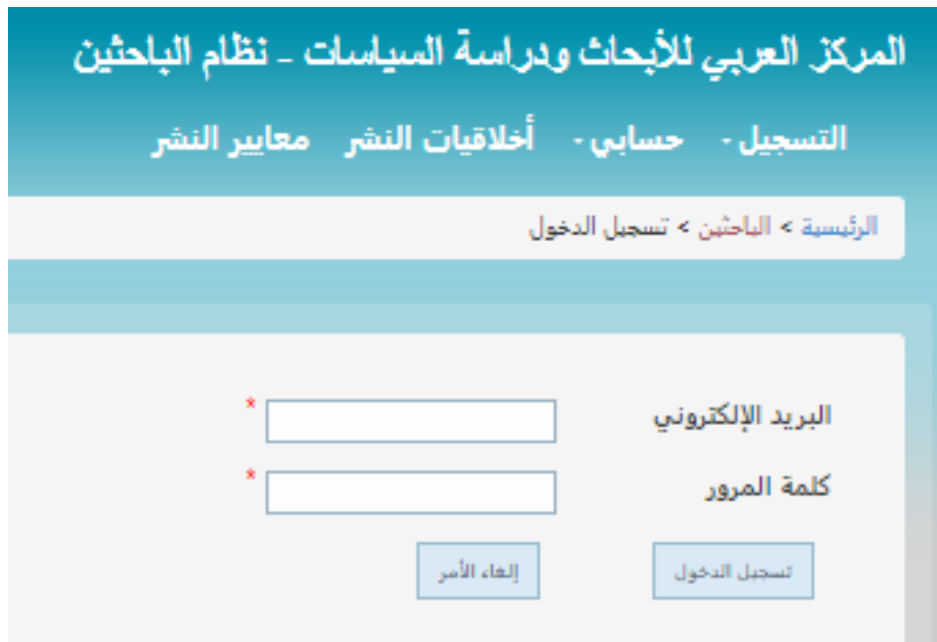 المركز العربي للأبحاث ودراسة السياسات - نظام الباحثين
التسجيل - حسابي - أخلاقيات النشر معايير النشر
الرئيسية > الباحثين > تسجيل الدخول
البريد الإلكتروني *
كلمة المرور *
تسجيل الدخول إلغاء الأمر